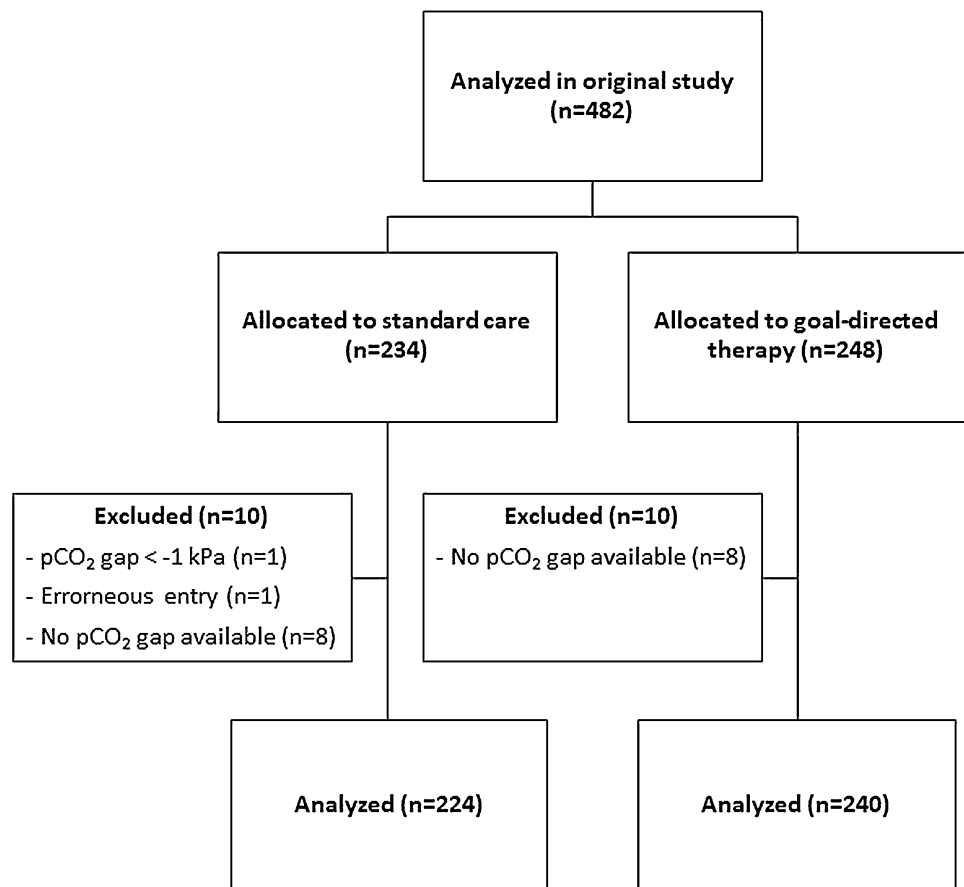 Analyzed in original study
(n=482)
Allocated to standard care
(n=234)
Allocated to goal-directed
therapy (n=248)
Excluded (n=10)
- pCO₂ gap < -1 kPa (n=1)
- Errorneous entry (n=1)
- No pCO₂ gap available (n=8)
Excluded (n=10)
- No pCO₂ gap available (n=8)
Analyzed (n=224)
Analyzed (n=240)